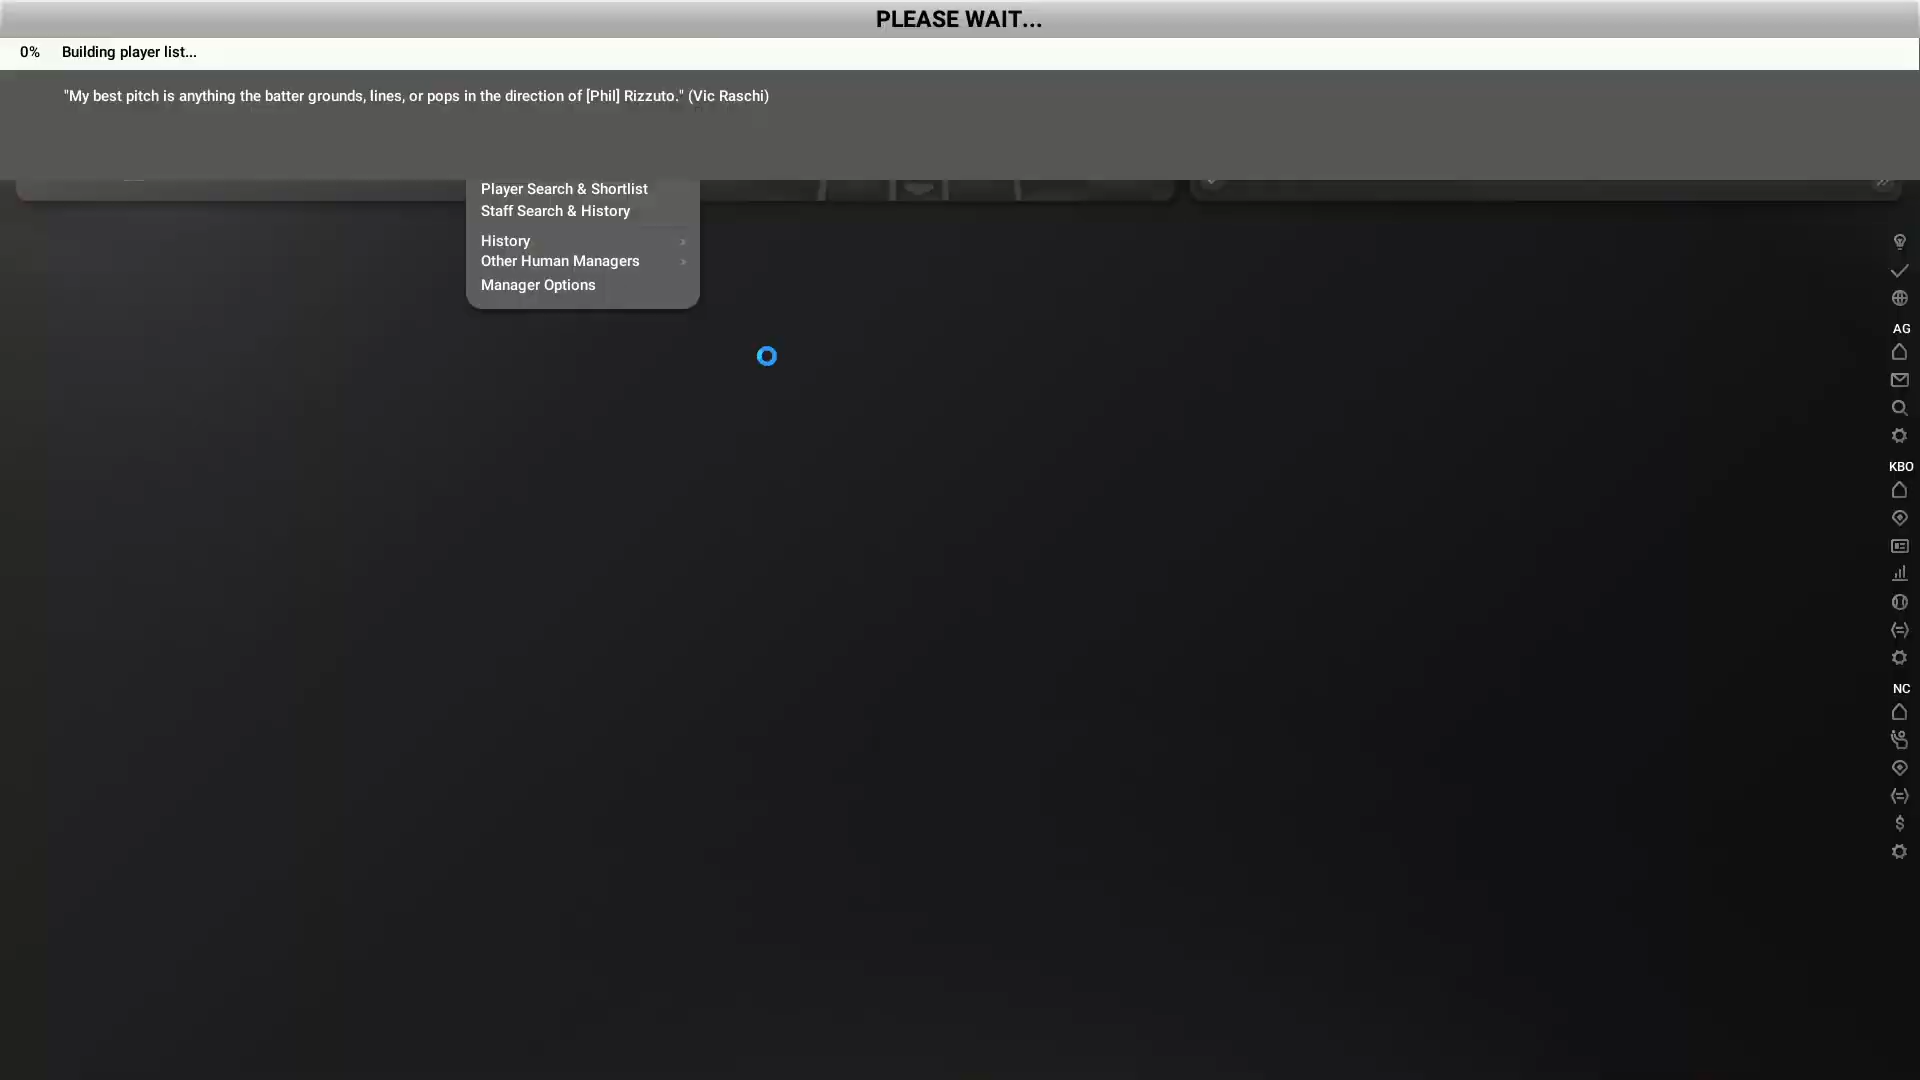 PLEASE WAIT...
0% Building player list...
"My best pitch is anything the batter grounds, lines, or pops in the direction of [Phil] Rizzuto." (Vic Raschi)
Player Search & Shortlist
Staff Search & History
History
Other Human Managers
Manager Options
AG
KBO
NC